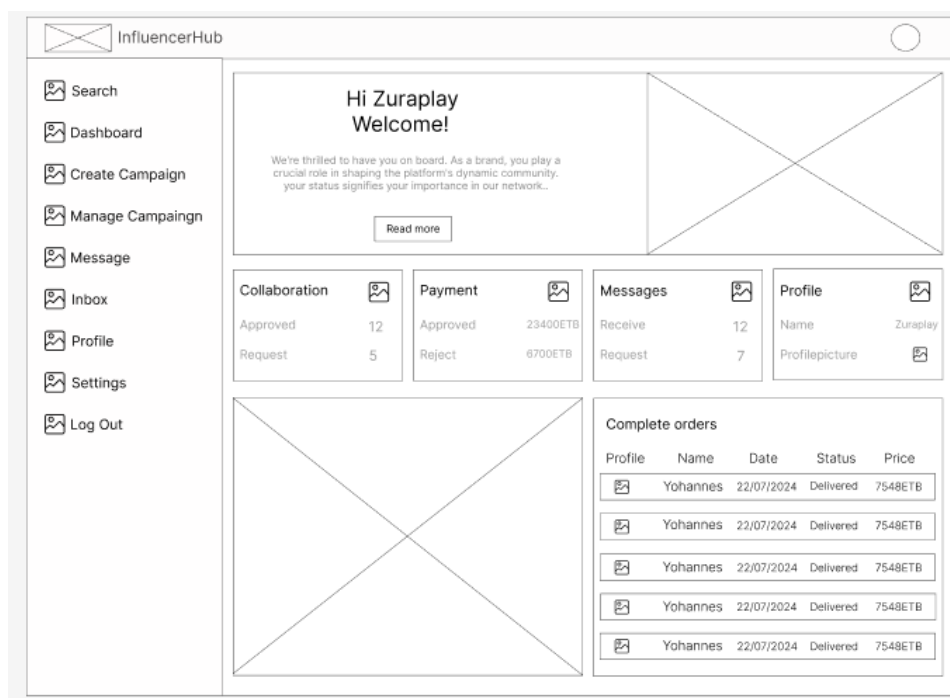 InfluencerHub
Search
Dashboard
Create Campaign
Manage Campaingn
Message
Inbox
Profile
Settings
Log Out
Hi Zuraplay
Welcome!
We're thrilled to have you on board. As a brand, you play a
crucial role in shaping the platform's dynamic community.
your status signifies your importance in our network..
Read more
Collaboration
Approved 12
Request 5
Payment
Approved 23400ETB
Reject 6700ETB
Messages
Receive 12
Request 7
Profile
Name Zuraplay
Profilepicture
Complete orders
Profile Name Date Status Price
Yohannes 22/07/2024 Delivered 7548ETB
Yohannes 22/07/2024 Delivered 7548ETB
Yohannes 22/07/2024 Delivered 7548ETB
Yohannes 22/07/2024 Delivered 7548ETB
Yohannes 22/07/2024 Delivered 7548ETB